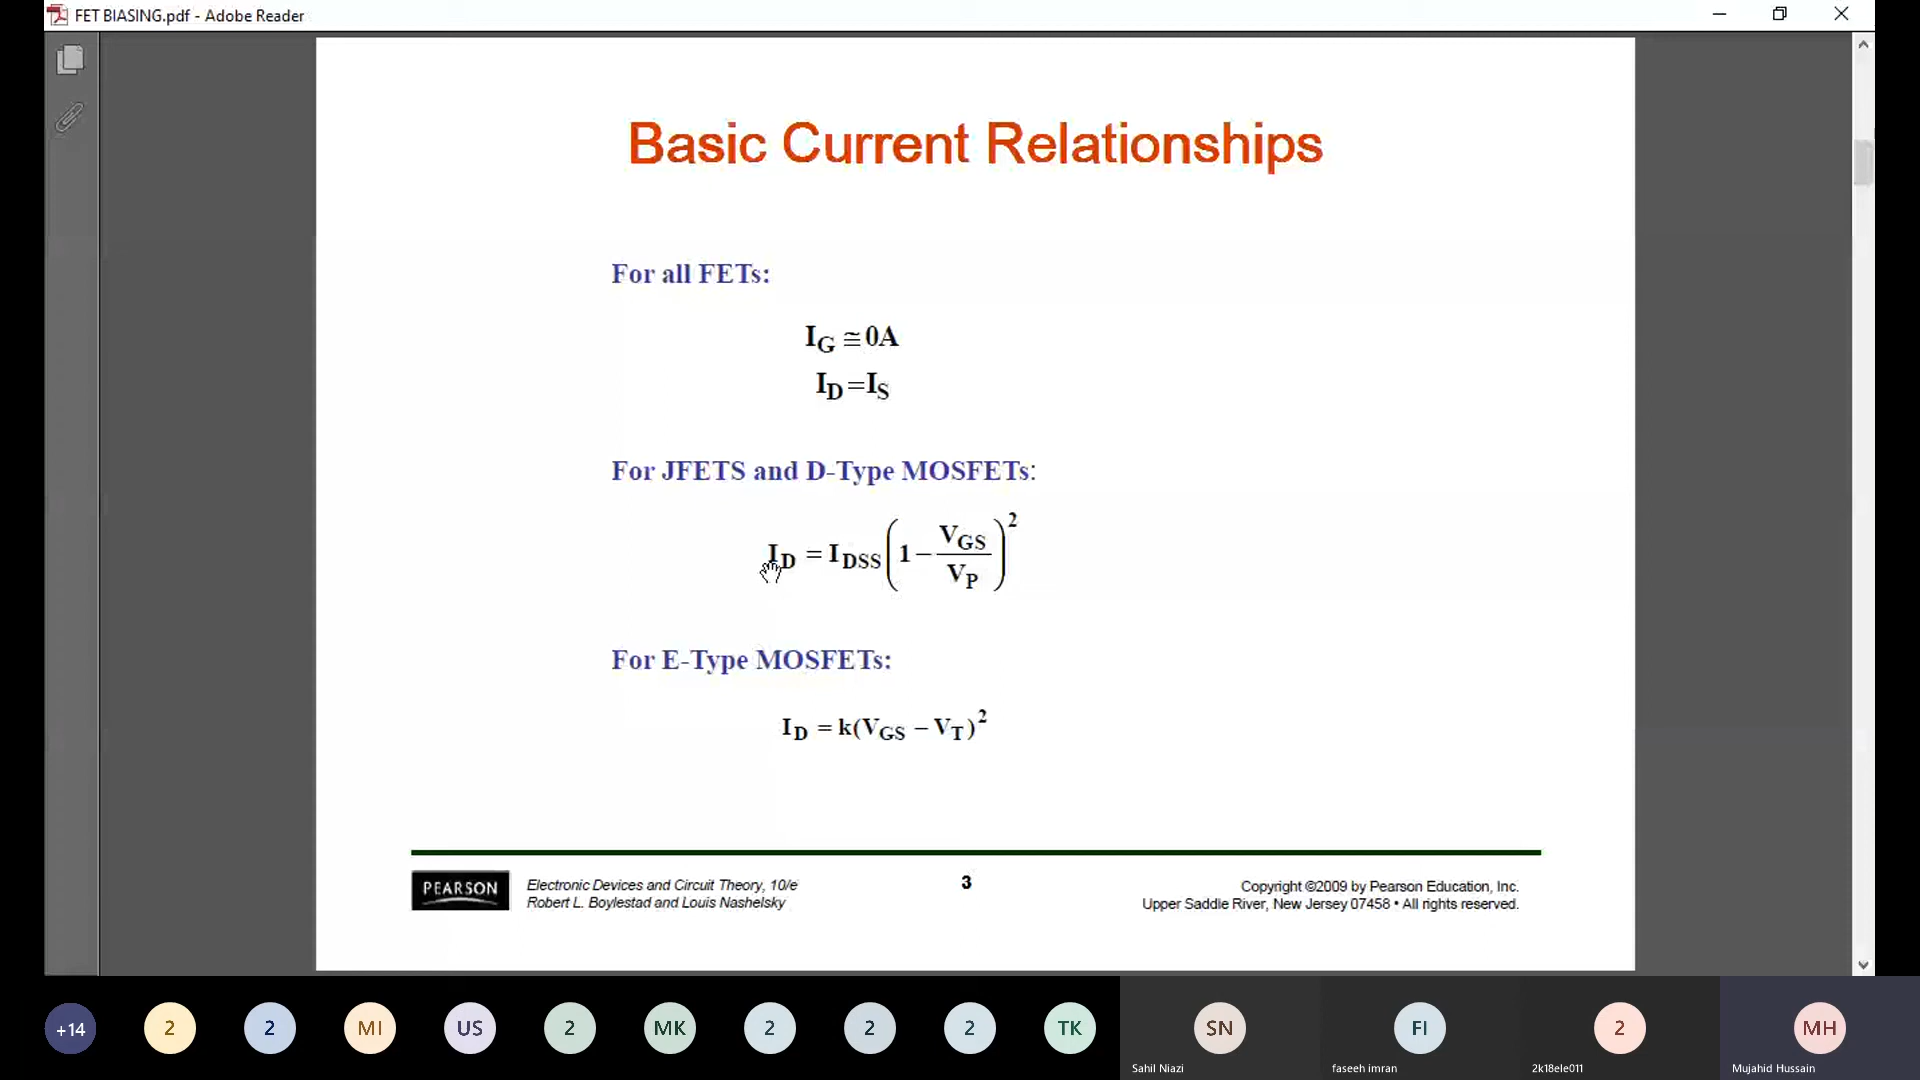 FET BIASING.pdf - Adobe Reader
Basic Current Relationships
For all FETs:
I_G ≅ 0A
I_D = I_S
For JFETS and D-Type MOSFETs:
I_D = I_DSS (1 − V_GS / V_P)^2
For E-Type MOSFETs:
I_D = k(V_GS − V_T)^2
PEARSON
Electronic Devices and Circuit Theory, 10/e
Robert L. Boylestad and Louis Nashelsky
3
Copyright ©2009 by Pearson Education, Inc.
Upper Saddle River, New Jersey 07458 • All rights reserved.
+14 2 2 MI US 2 MK 2 2 2 TK SN FI 2 MH
Sahil Niazi faseeh imran 2k18ele011 Mujahid Hussain